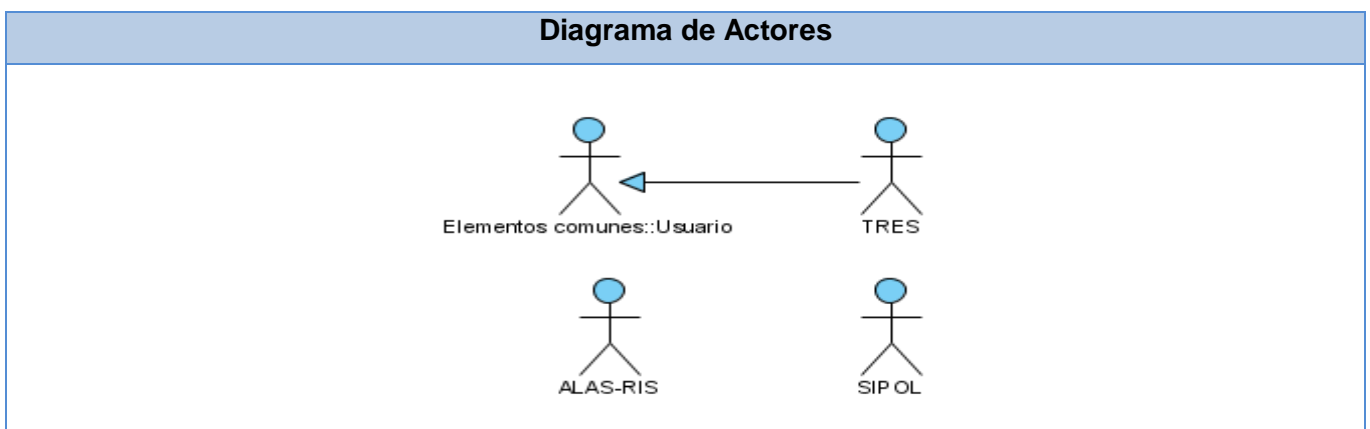 Diagrama de Actores
Elementos comunes::Usuario
TRES
ALAS-RIS
SIPOL